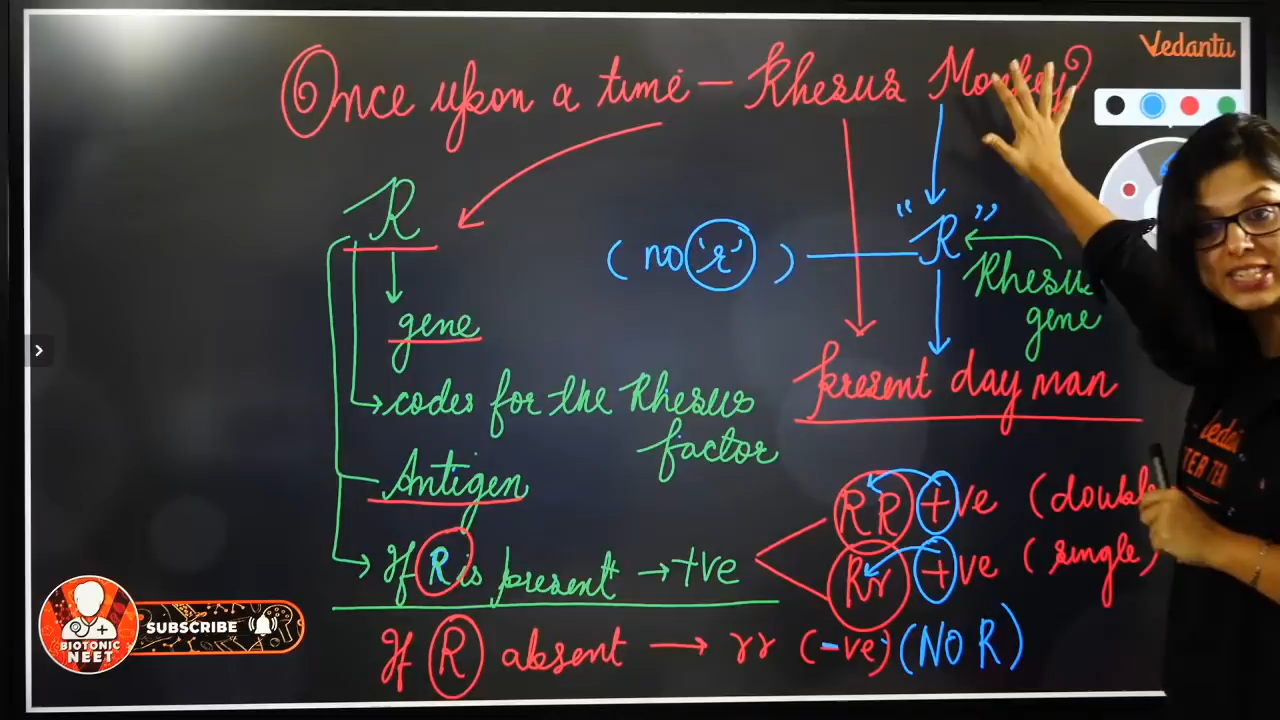 Once upon a time – Rhesus Monkey?
Vedantu
R
gene
codes for the Rhesus
factor
Antigen
If R is present → +ve
If R absent → rr (-ve) (NO R)
"R"
(no 'r')
Rhesus
gene
present day man
RR +ve (double
Rr +ve (single)
SUBSCRIBE
BIOTONIC
NEET